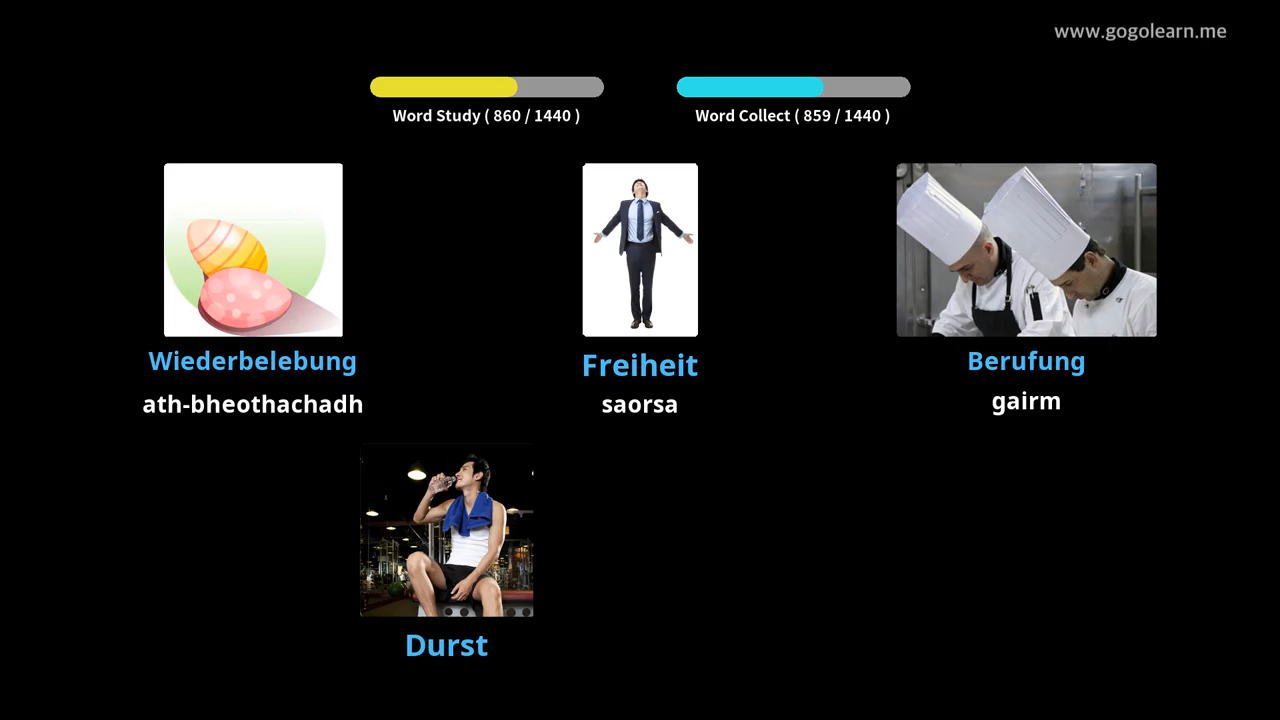 www.gogolearn.me
Word Study ( 860 / 1440 )
Word Collect ( 859 / 1440 )
Wiederbelebung
ath-bheothachadh
Freiheit
saorsa
Berufung
gairm
Durst